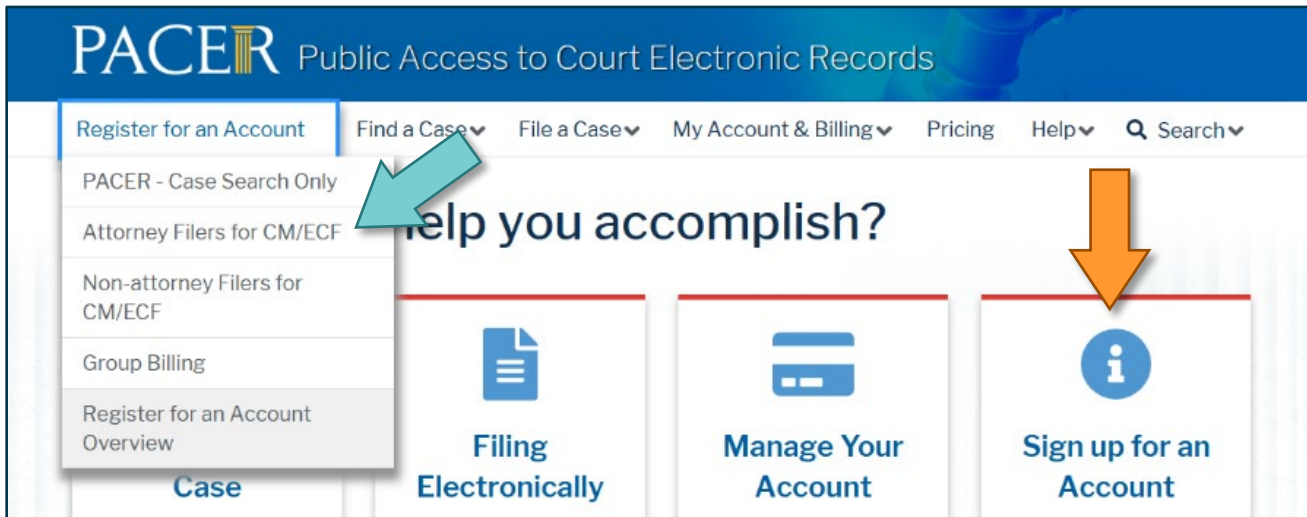 PACER Public Access to Court Electronic Records
Register for an Account Find a Case File a Case My Account & Billing Pricing Help Search
PACER - Case Search Only
Attorney Filers for CM/ECF
Non-attorney Filers for
CM/ECF
Group Billing
Register for an Account
Overview
help you accomplish?
Case
Filing
Electronically
Manage Your
Account
Sign up for an
Account